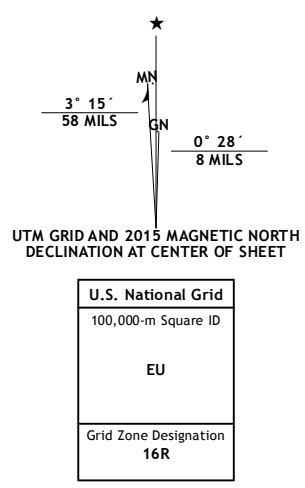 MN
3° 15´
58 MILS
GN
0° 28´
8 MILS
UTM GRID AND 2015 MAGNETIC NORTH
DECLINATION AT CENTER OF SHEET
U.S. National Grid
100,000-m Square ID
EU
Grid Zone Designation
16R